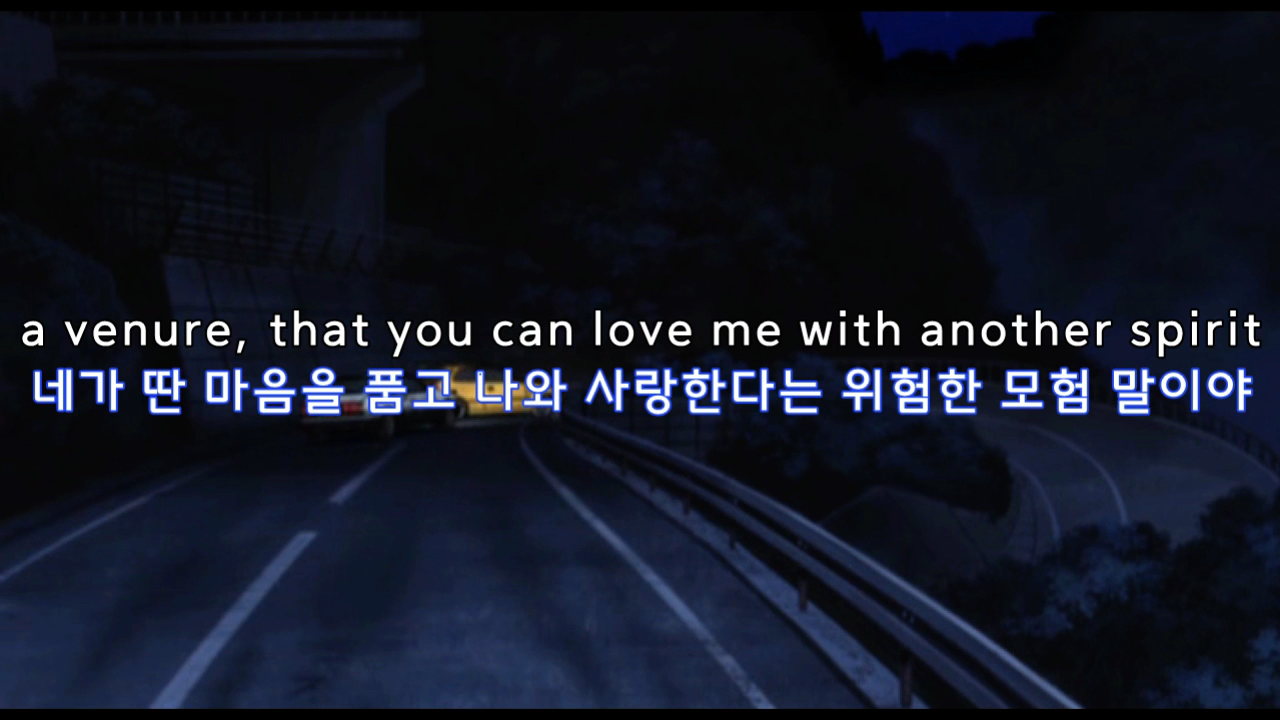 a venure, that you can love me with another spirit
네가 딴 마음을 품고 나와 사랑한다는 위험한 모험 말이야